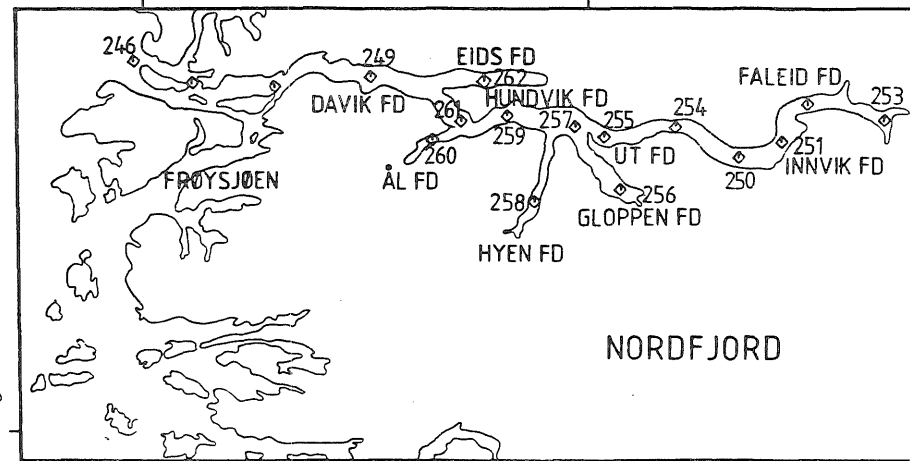 246
249
EIDS FD
262
FALEID FD
DAVIK FD
HUNDVIK FD
261
257
255
254
253
259
UT FD
251
260
250
INNVIK FD
ÅL FD
FRØYSJØEN
258
256
GLOPPEN FD
HYEN FD
NORDFJORD